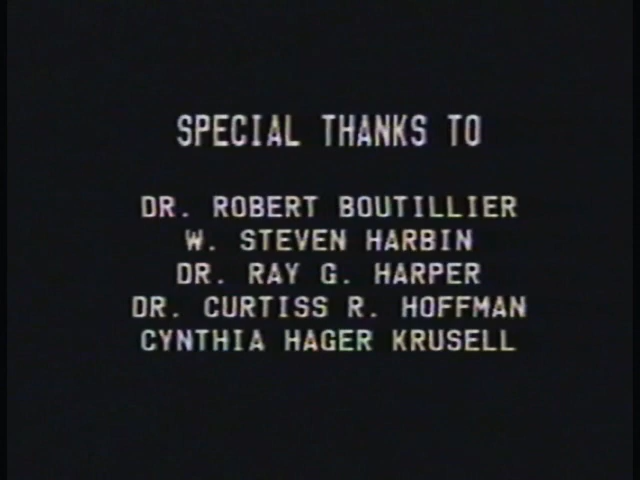 SPECIAL THANKS TO
DR. ROBERT BOUTILLIER
W. STEVEN HARBIN
DR. RAY G. HARPER
DR. CURTISS R. HOFFMAN
CYNTHIA HAGER KRUSELL